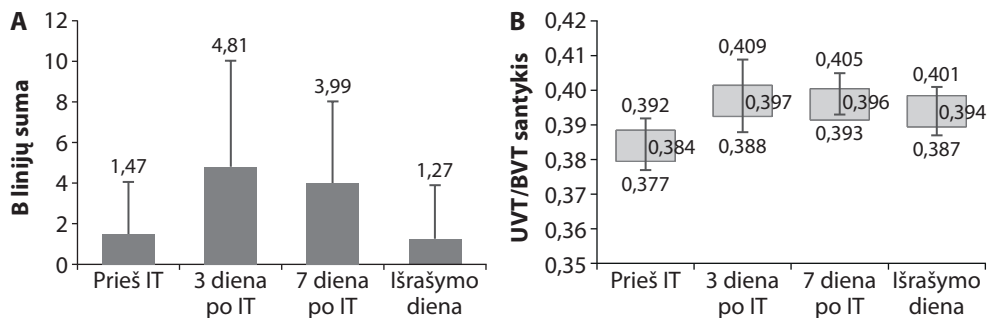 A
B linijų suma
12
10
8
6
4
2
0
1,47
4,81
3,99
1,27
Prieš IT
3 diena
po IT
7 diena
po IT
Išrašymo
diena
B
UVT/BVT santykis
0,42
0,41
0,40
0,39
0,38
0,37
0,36
0,35
0,392
0,384
0,377
0,409
0,397
0,388
0,405
0,396
0,393
0,401
0,394
0,387
Prieš IT
3 diena
po IT
7 diena
po IT
Išrašymo
diena